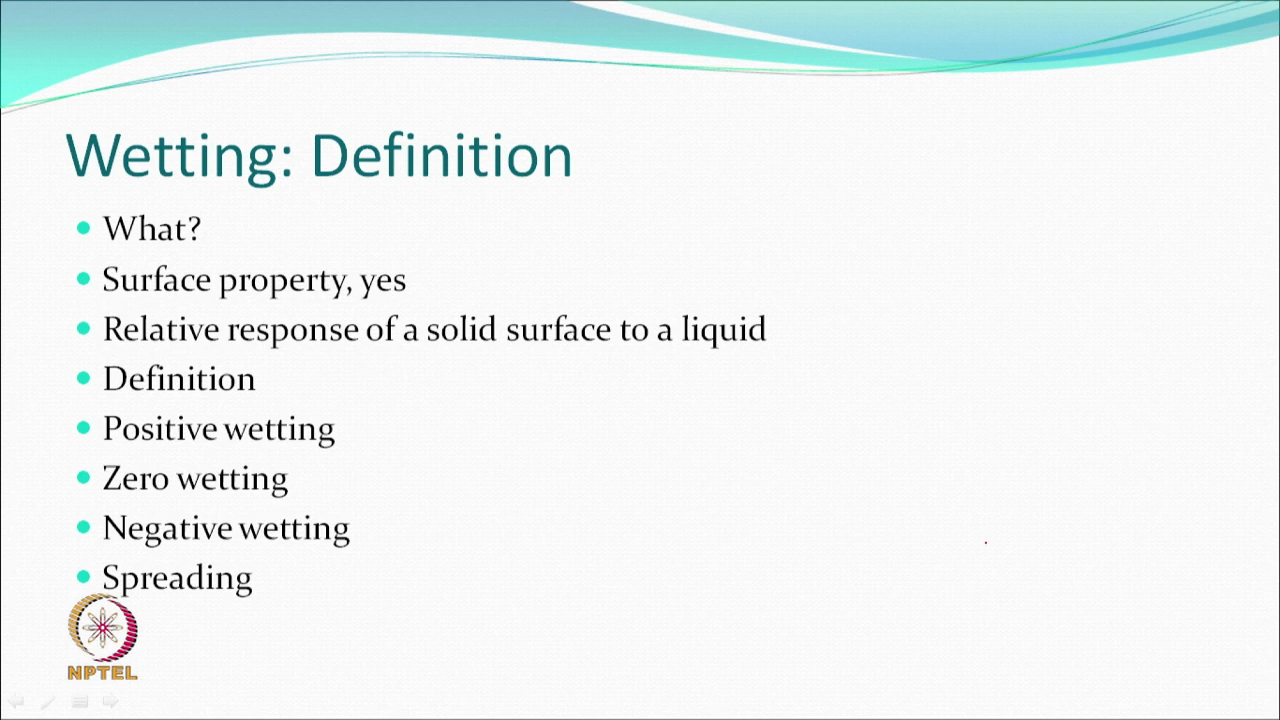 Wetting: Definition
What?
Surface property, yes
Relative response of a solid surface to a liquid
Definition
Positive wetting
Zero wetting
Negative wetting
Spreading
NPTEL